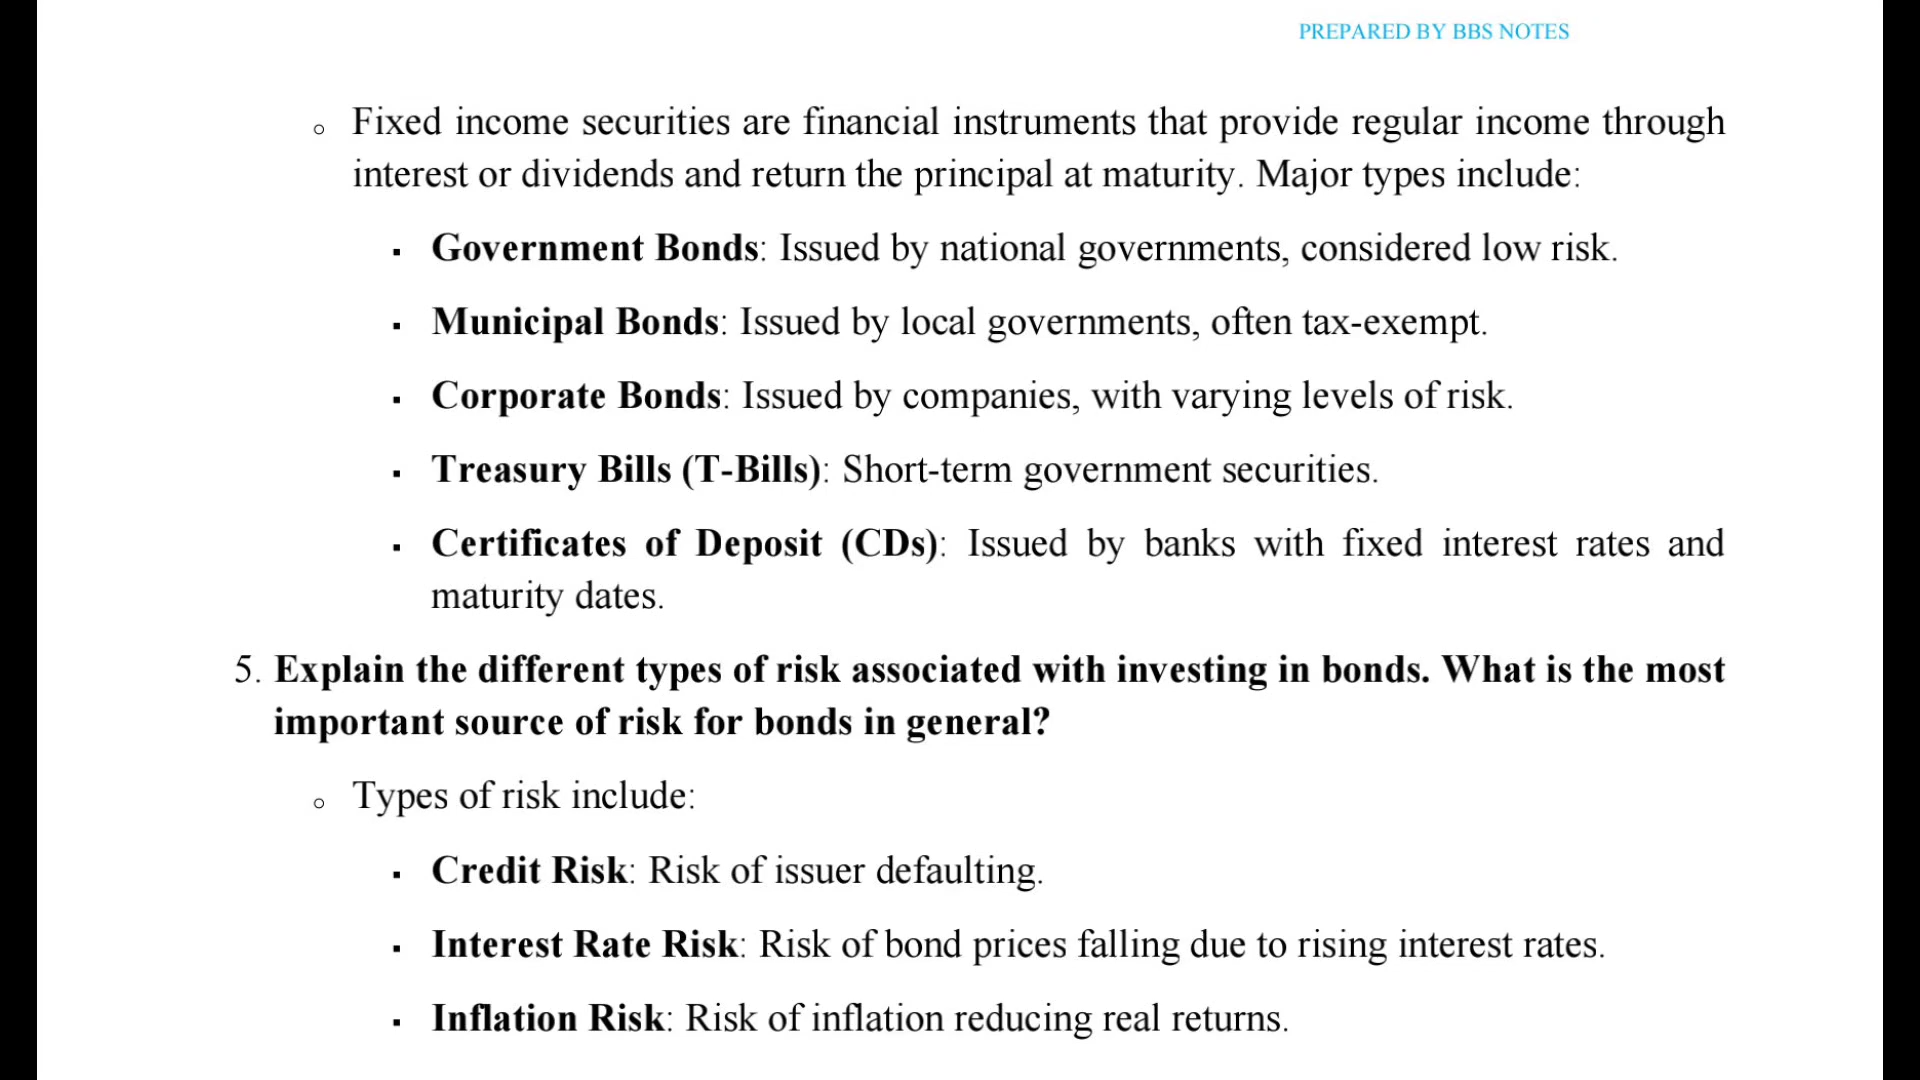 PREPARED BY BBS NOTES
○ Fixed income securities are financial instruments that provide regular income through
interest or dividends and return the principal at maturity. Major types include:
▪ Government Bonds: Issued by national governments, considered low risk.
▪ Municipal Bonds: Issued by local governments, often tax-exempt.
▪ Corporate Bonds: Issued by companies, with varying levels of risk.
▪ Treasury Bills (T-Bills): Short-term government securities.
▪ Certificates of Deposit (CDs): Issued by banks with fixed interest rates and
maturity dates.
5. Explain the different types of risk associated with investing in bonds. What is the most
important source of risk for bonds in general?
○ Types of risk include:
▪ Credit Risk: Risk of issuer defaulting.
▪ Interest Rate Risk: Risk of bond prices falling due to rising interest rates.
▪ Inflation Risk: Risk of inflation reducing real returns.